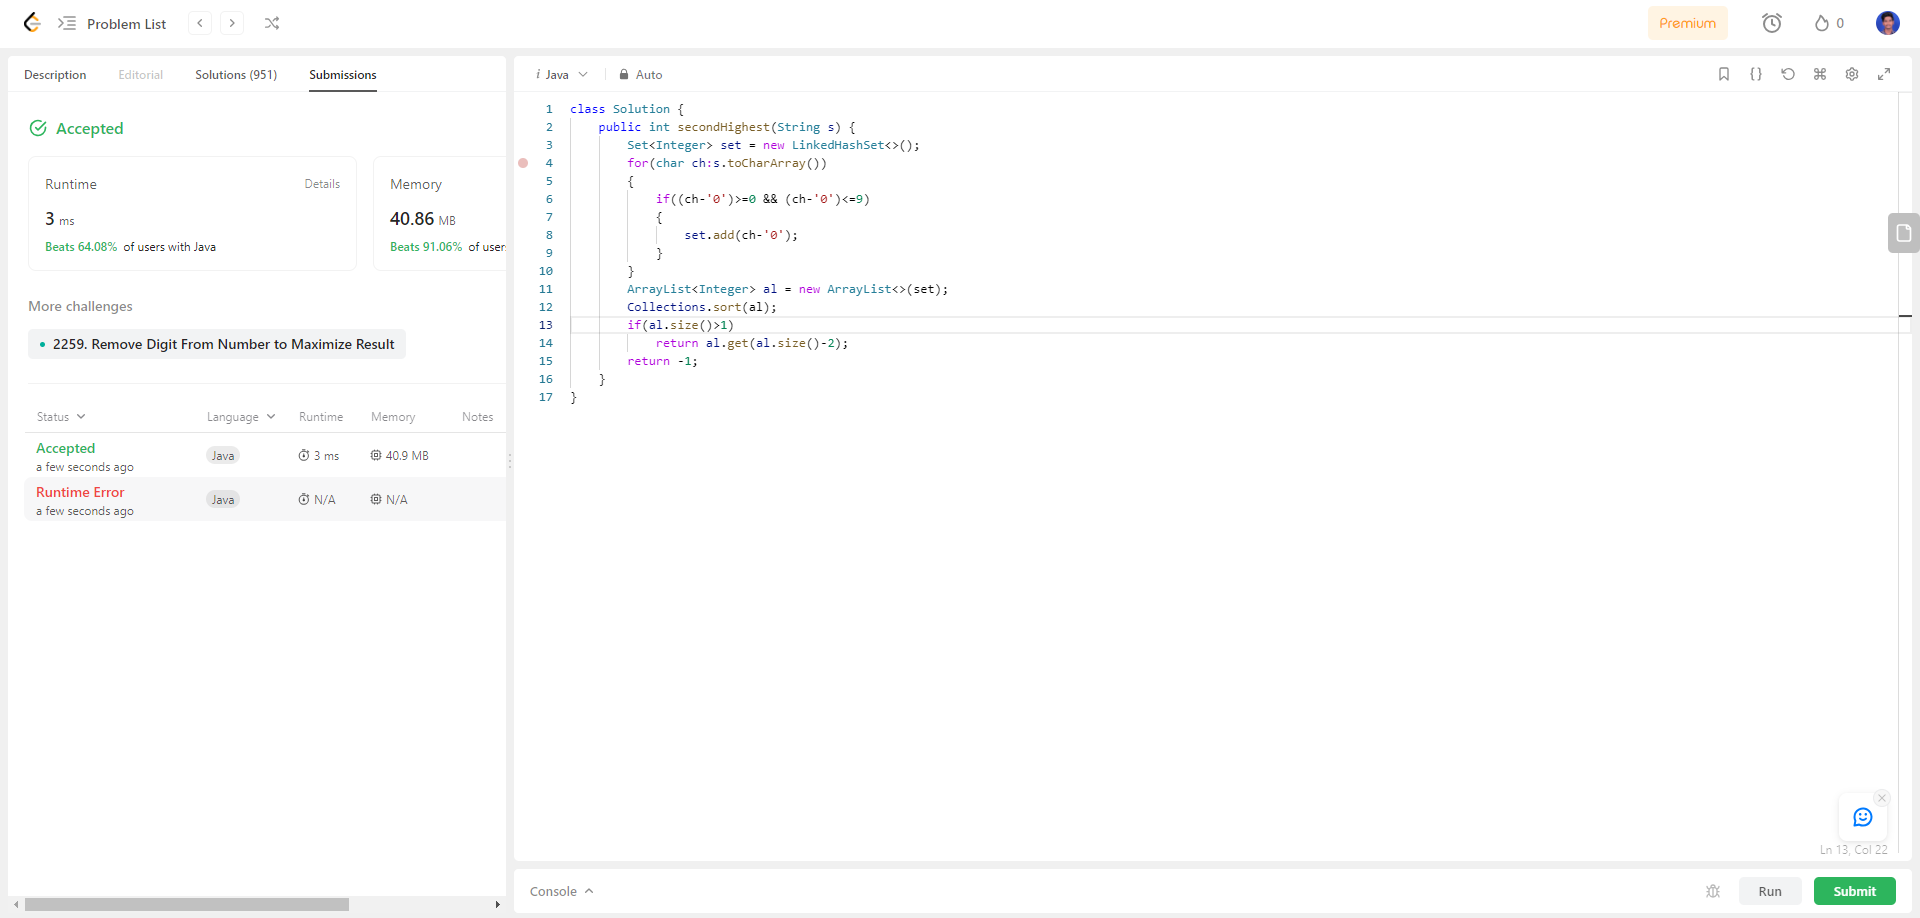 Problem List
Premium
0
Description Editorial Solutions (951) Submissions
Accepted
Runtime Details
3 ms
Beats 64.08% of users with Java
Memory
40.86 MB
Beats 91.06% of user
More challenges
2259. Remove Digit From Number to Maximize Result
Status Language Runtime Memory Notes
Accepted
a few seconds ago
Java 3 ms 40.9 MB
Runtime Error
a few seconds ago
Java N/A N/A
i Java Auto
1 class Solution {
2 public int secondHighest(String s) {
3 Set<Integer> set = new LinkedHashSet<>();
4 for(char ch:s.toCharArray())
5 {
6 if((ch-'0')>=0 && (ch-'0')<=9)
7 {
8 set.add(ch-'0');
9 }
10 }
11 ArrayList<Integer> al = new ArrayList<>(set);
12 Collections.sort(al);
13 if(al.size()>1)
14 return al.get(al.size()-2);
15 return -1;
16 }
17 }
Ln 13, Col 22
Console Run Submit